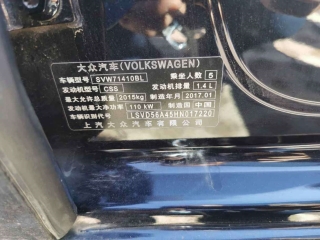 大众汽车(VOLKSWAGEN)
车辆型号 SVW71410BL 乘坐人数 5
发动机型号 CSS 发动机排量 1.4 L
最大允许总质量 2015kg 制造年月 2017.01
发动机最大净功率 110 kW 制造国 中国
车辆识别代号 LSVD56A45HN017220
上汽大众汽车有限公司